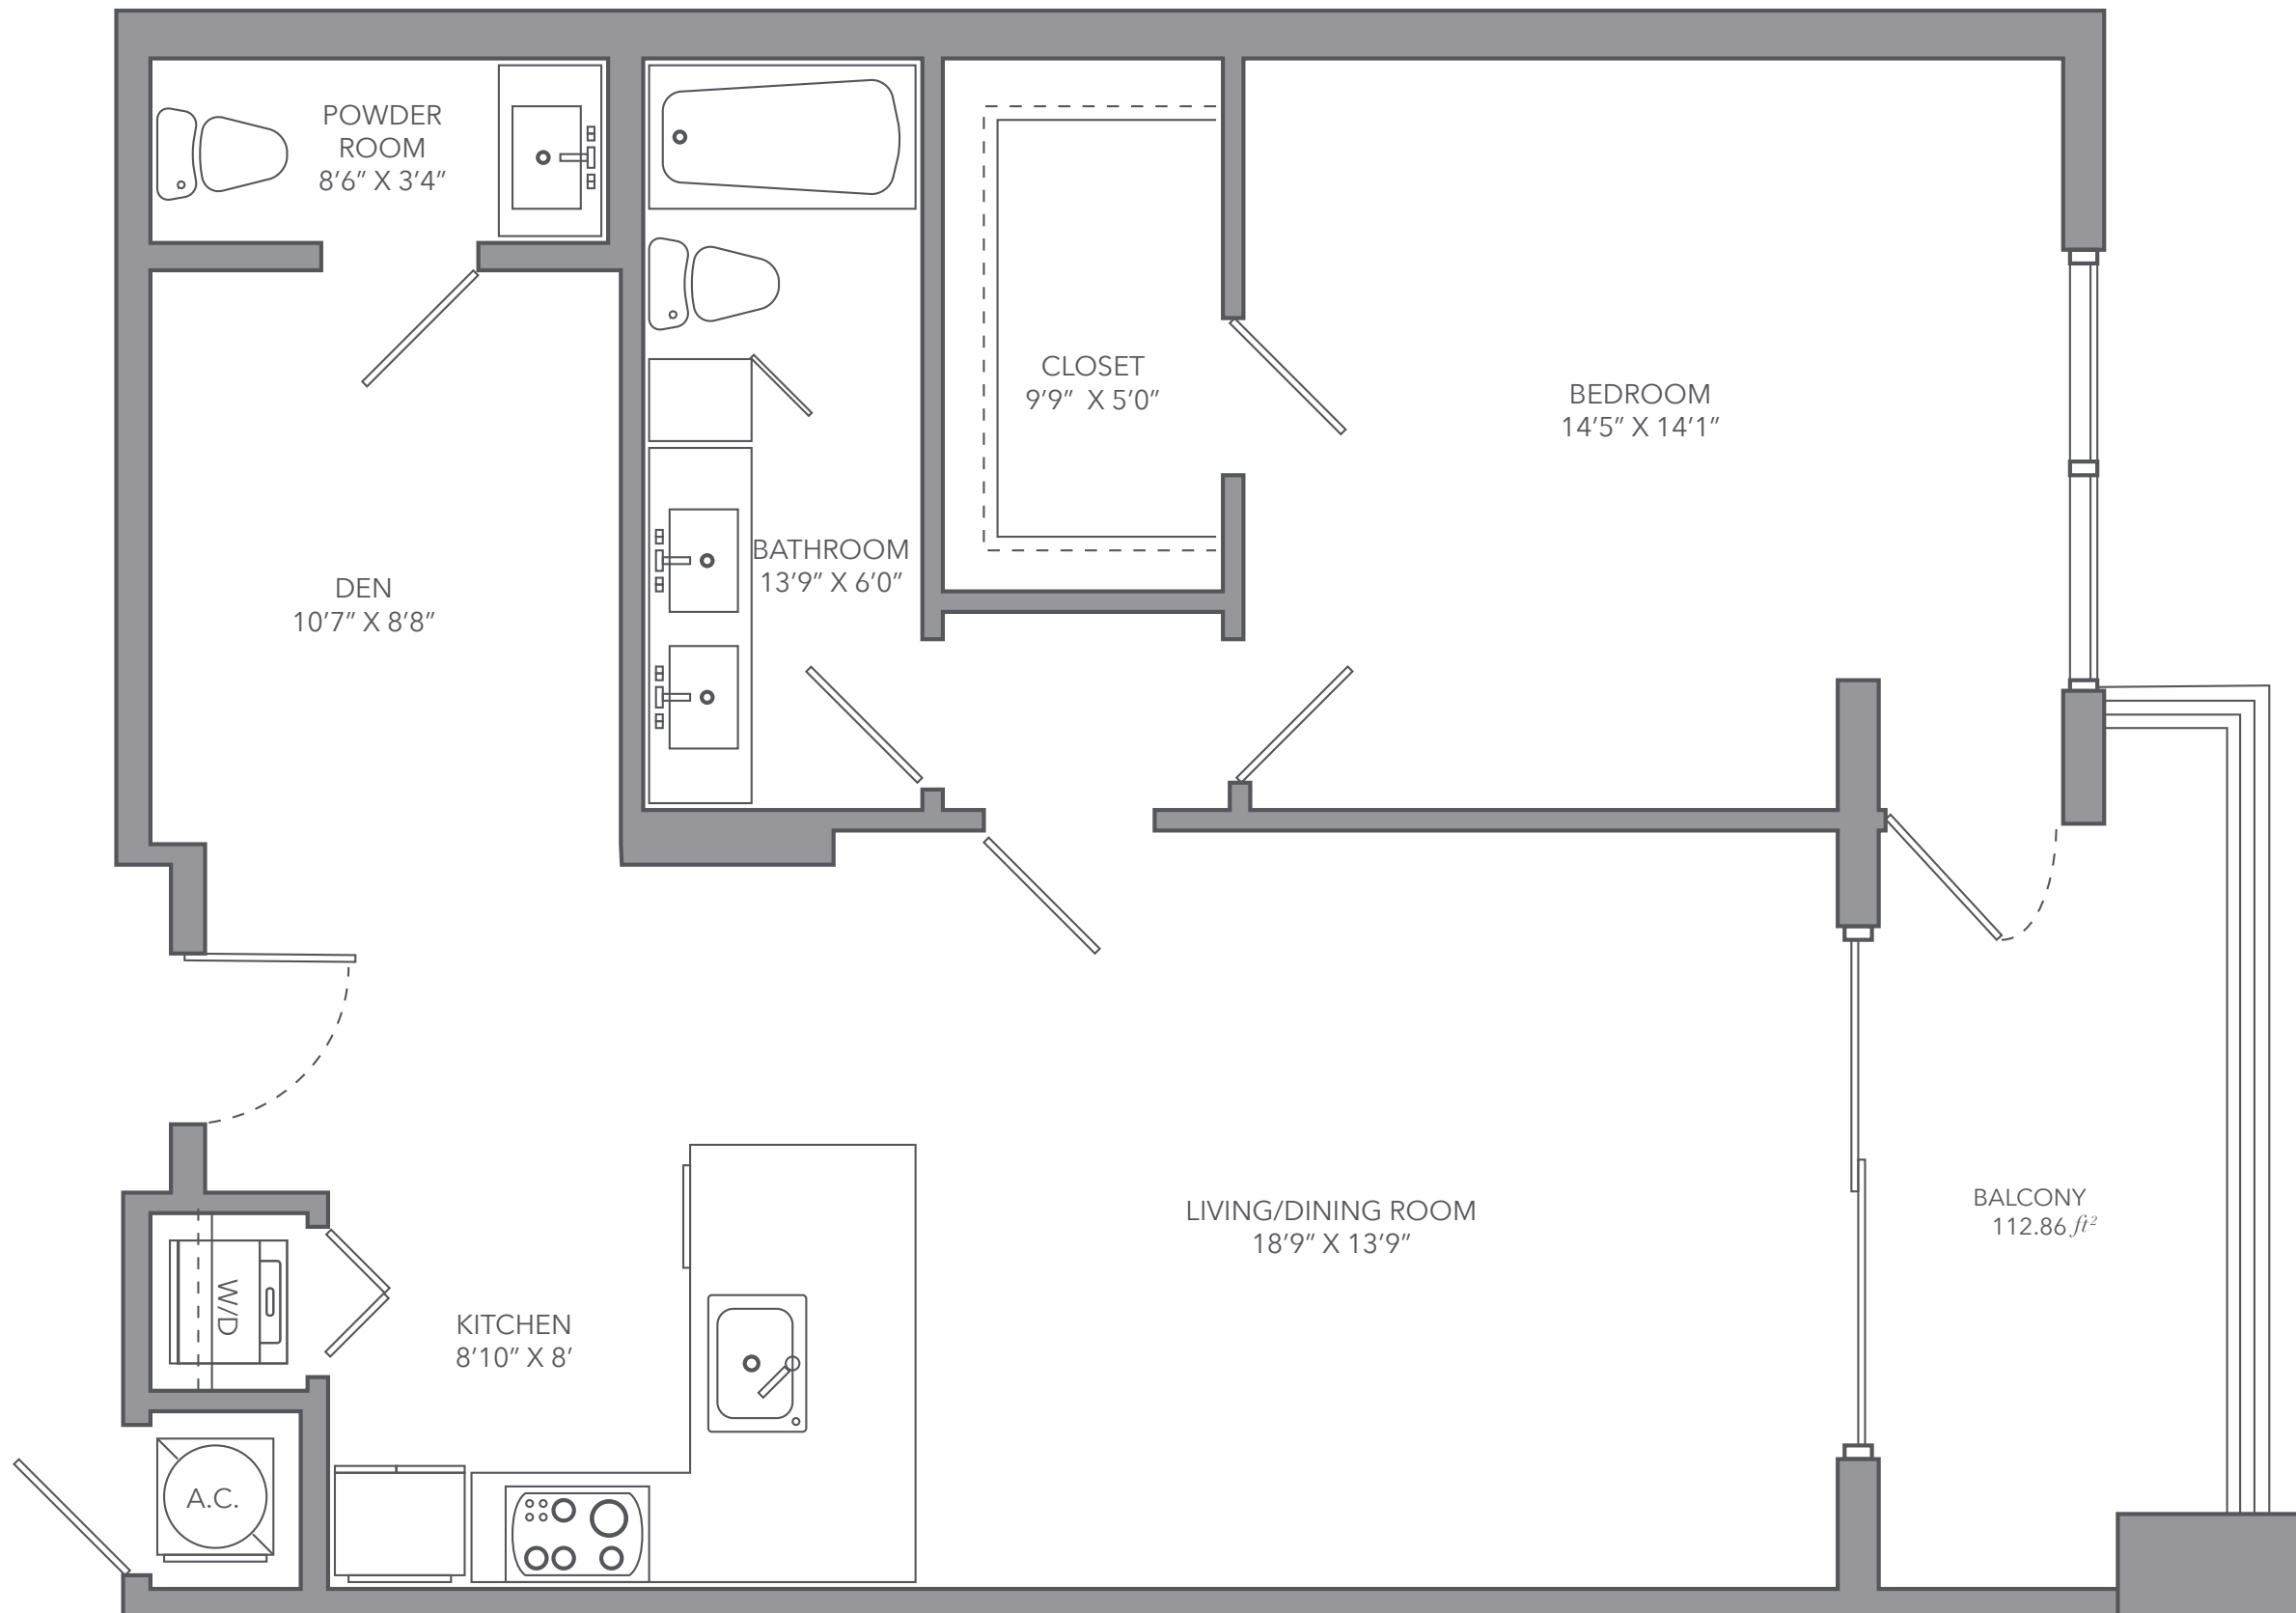 POWDER
ROOM
8’6” X 3’4”
CLOSET
9’9” X 5’0”
BEDROOM
14’5” X 14’1”
BATHROOM
13’9” X 6’0”
DEN
10’7” X 8’8”
LIVING/DINING ROOM
18’9” X 13’9”
BALCONY
112.86 ft²
W/D
KITCHEN
8’10” X 8’
A.C.